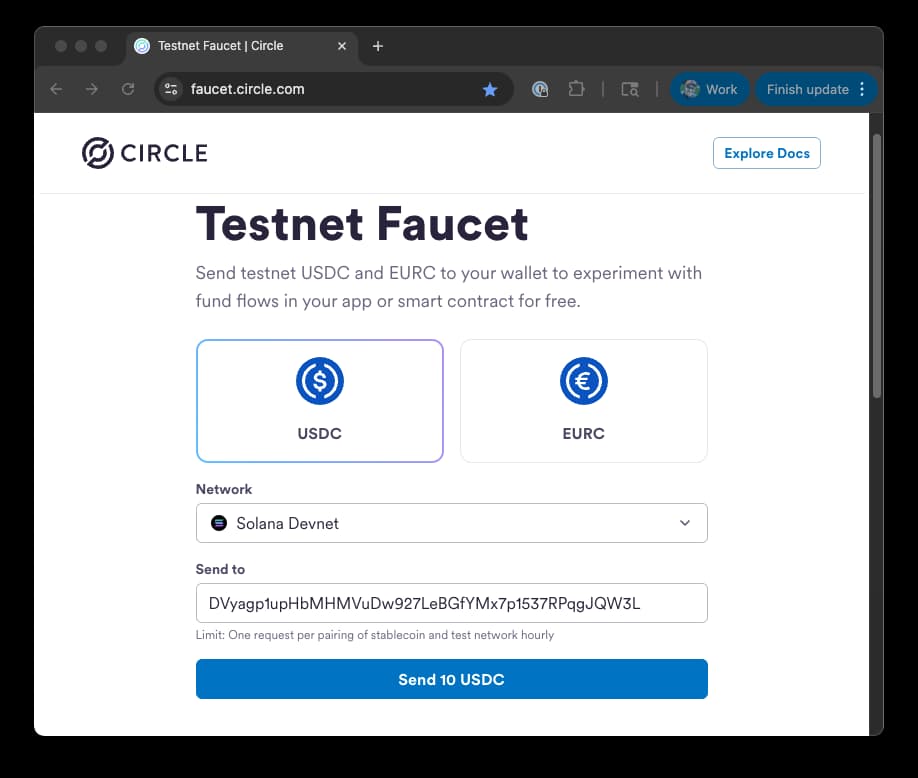 Testnet Faucet | Circle
faucet.circle.com
Work
Finish update
CIRCLE
Explore Docs
Testnet Faucet
Send testnet USDC and EURC to your wallet to experiment with
fund flows in your app or smart contract for free.
USDC
EURC
Network
Solana Devnet
Send to
DVyagp1upHbMHMVuDw927LeBGfYMx7p1537RPqgJQW3L
Limit: One request per pairing of stablecoin and test network hourly
Send 10 USDC